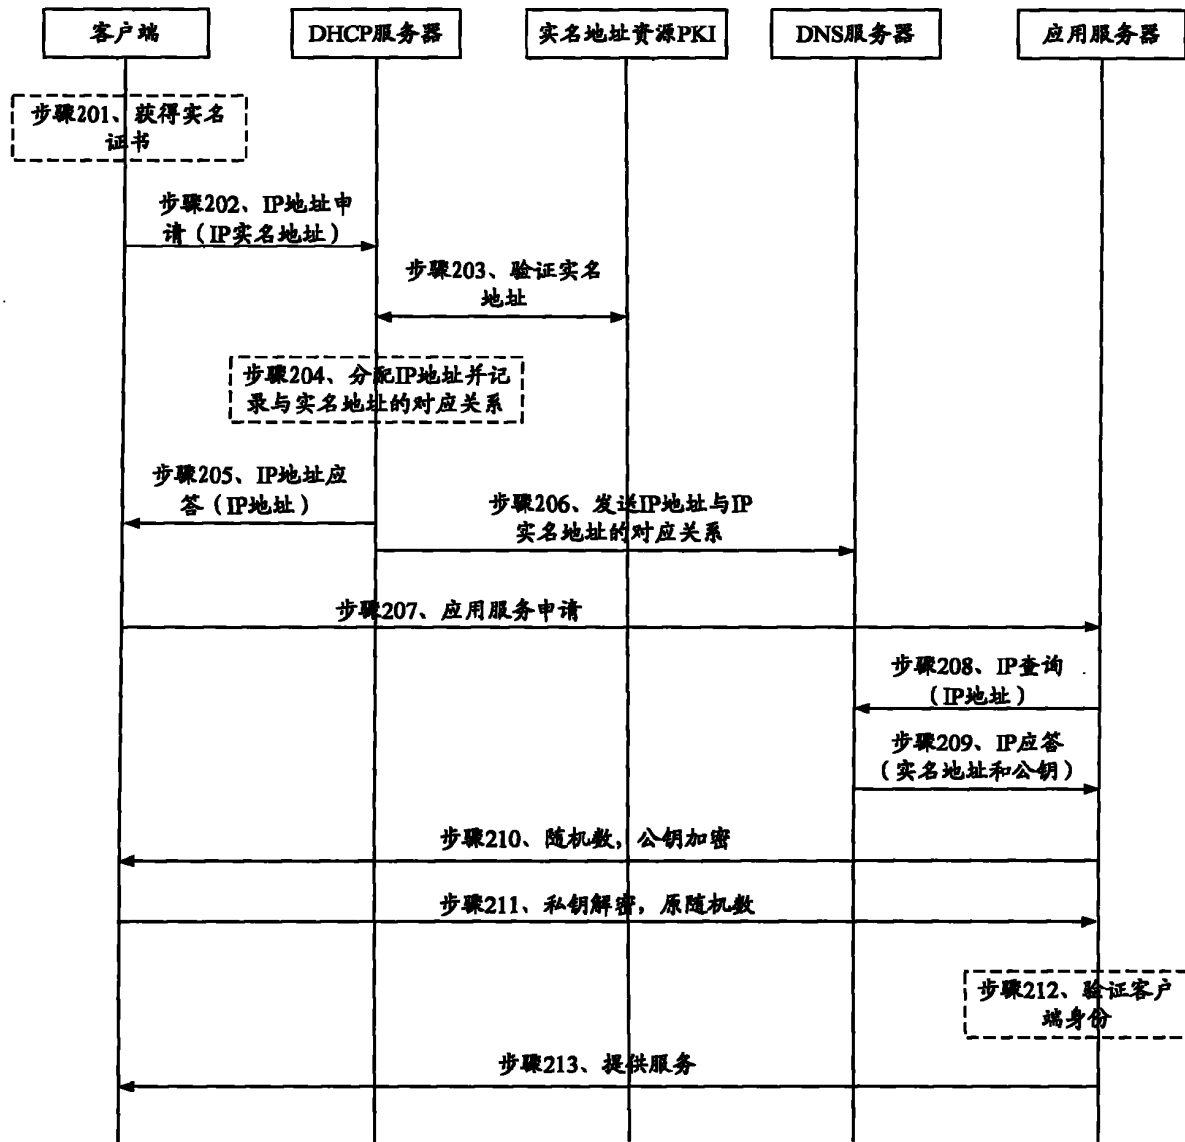 客户端
DHCP服务器
实名地址资源PKI
DNS服务器
应用服务器
步骤201、获得实名
证书
步骤202、IP地址申
请（IP实名地址）
步骤203、验证实名
地址
步骤204、分配IP地址并记
录与实名地址的对应关系
步骤205、IP地址应
答（IP地址）
步骤206、发送IP地址与IP
实名地址的对应关系
步骤207、应用服务申请
步骤208、IP查询
（IP地址）
步骤209、IP应答
（实名地址和公钥）
步骤210、随机数，公钥加密
步骤211、私钥解密，原随机数
步骤212、验证客户
端身份
步骤213、提供服务